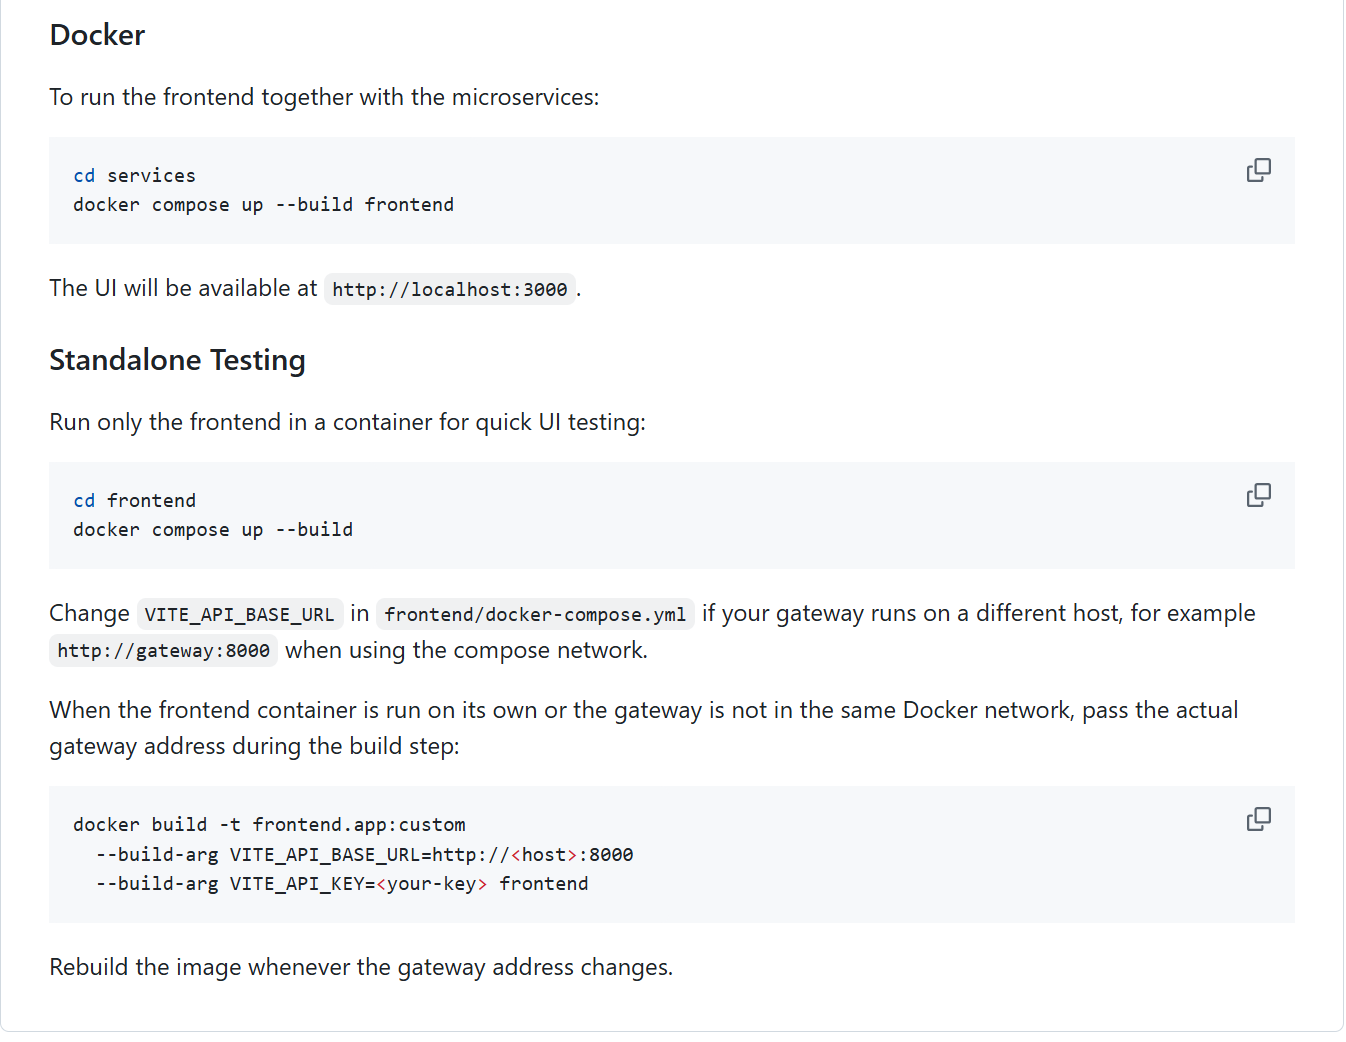 Docker
To run the frontend together with the microservices:
cd services
docker compose up --build frontend
The UI will be available at http://localhost:3000.
Standalone Testing
Run only the frontend in a container for quick UI testing:
cd frontend
docker compose up --build
Change VITE_API_BASE_URL in frontend/docker-compose.yml if your gateway runs on a different host, for example
http://gateway:8000 when using the compose network.
When the frontend container is run on its own or the gateway is not in the same Docker network, pass the actual
gateway address during the build step:
docker build -t frontend.app:custom
  --build-arg VITE_API_BASE_URL=http://<host>:8000
  --build-arg VITE_API_KEY=<your-key> frontend
Rebuild the image whenever the gateway address changes.